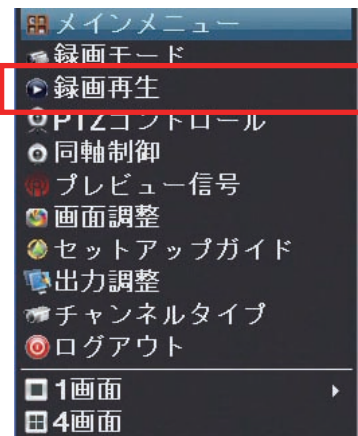 メインメニュー
録画モード
録画再生
PTZコントロール
同軸制御
プレビュー信号
画面調整
セットアップガイド
出力調整
チャンネルタイプ
ログアウト
1画面
4画面